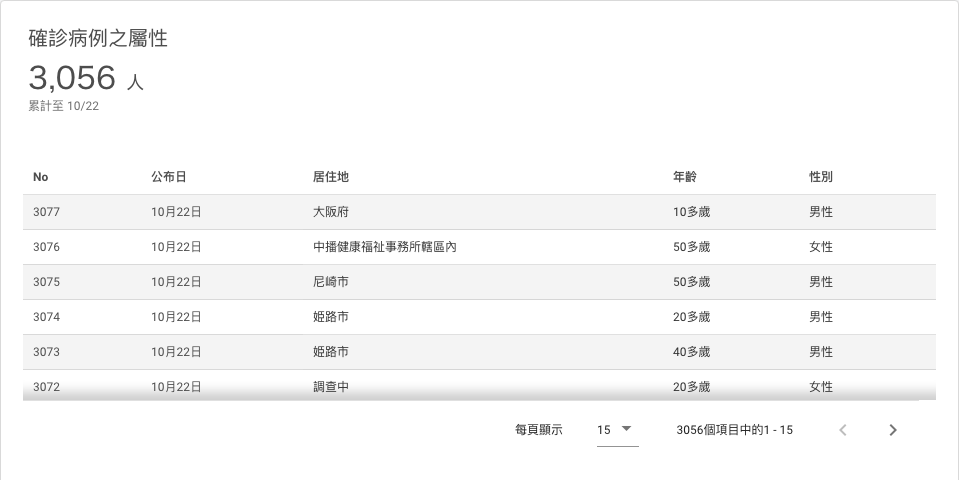 確診病例之屬性
3,056 人
累計至 10/22
No 公布日 居住地 年齡 性別
3077 10月22日 大阪府 10多歲 男性
3076 10月22日 中播健康福祉事務所轄區內 50多歲 女性
3075 10月22日 尼崎市 50多歲 男性
3074 10月22日 姫路市 20多歲 男性
3073 10月22日 姫路市 40多歲 男性
3072 10月22日 調查中 20多歲 女性
每頁顯示 15 3056個項目中的1 - 15